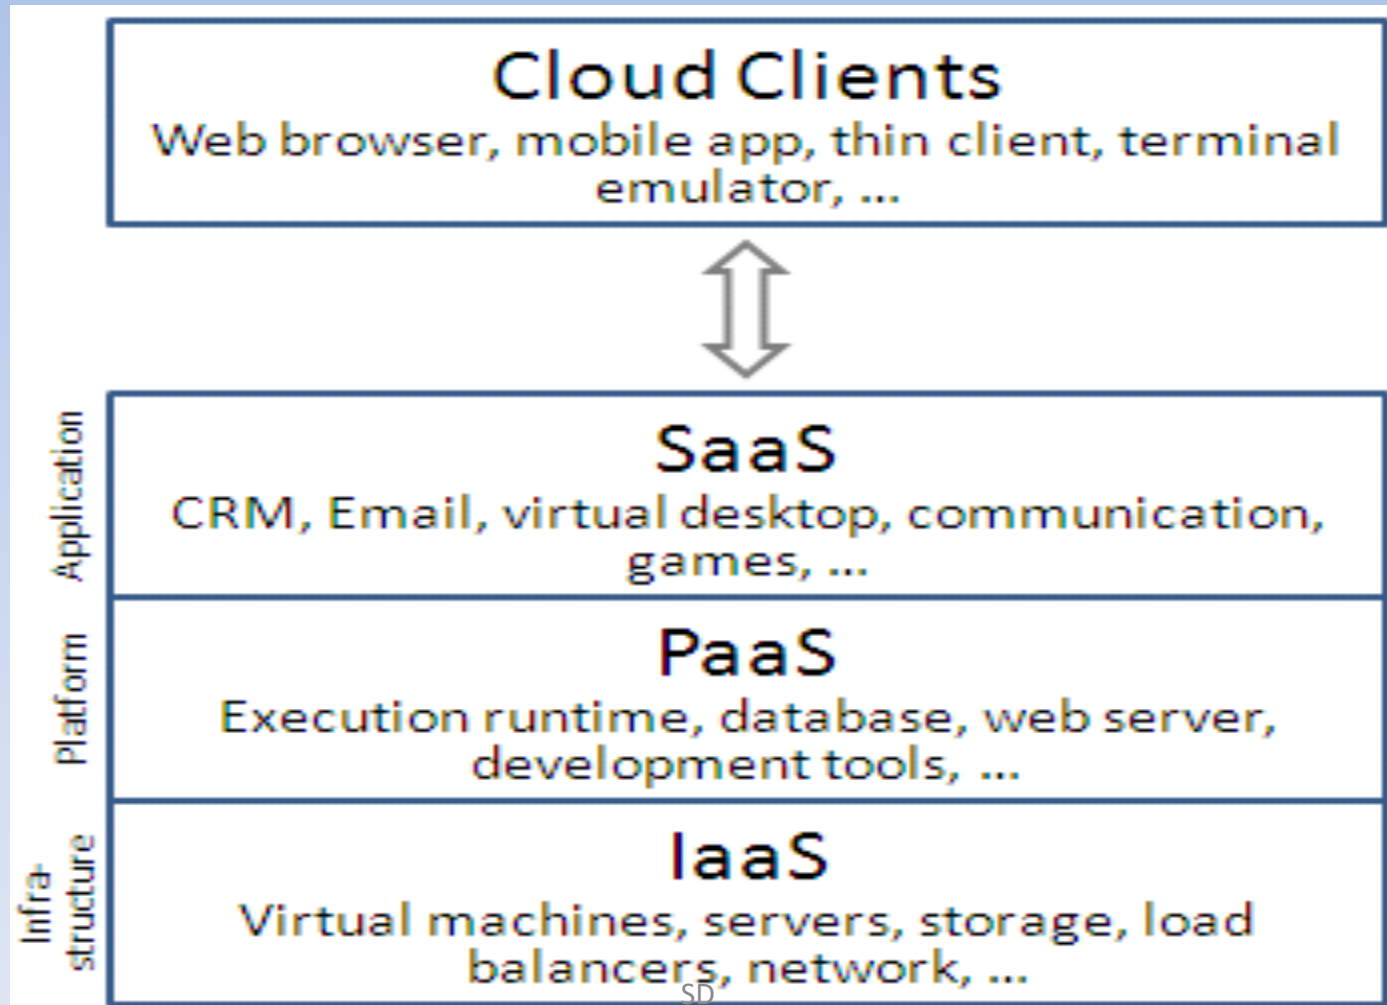 Cloud Clients
Web browser, mobile app, thin client, terminal
emulator, ...
Application
SaaS
CRM, Email, virtual desktop, communication,
games, ...
Platform
PaaS
Execution runtime, database, web server,
development tools, ...
Infra-
structure
IaaS
Virtual machines, servers, storage, load
balancers, network, ...
SD